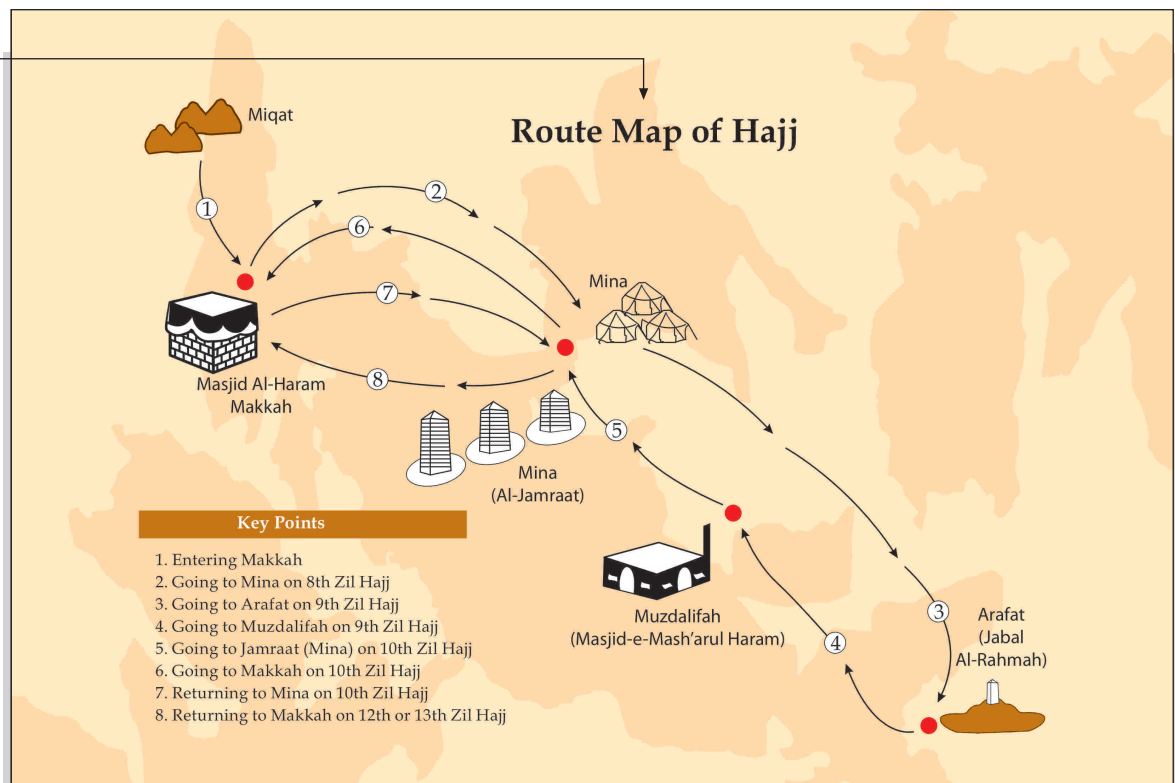 Miqat
Route Map of Hajj
1
2
6
7
8
Mina
Masjid Al-Haram
Makkah
5
Mina
(Al-Jamraat)
Key Points
1. Entering Makkah
2. Going to Mina on 8th Zil Hajj
3. Going to Arafat on 9th Zil Hajj
4. Going to Muzdalifah on 9th Zil Hajj
5. Going to Jamraat (Mina) on 10th Zil Hajj
6. Going to Makkah on 10th Zil Hajj
7. Returning to Mina on 10th Zil Hajj
8. Returning to Makkah on 12th or 13th Zil Hajj
Muzdalifah
(Masjid-e-Mash'arul Haram)
4
3
Arafat
(Jabal
Al-Rahmah)